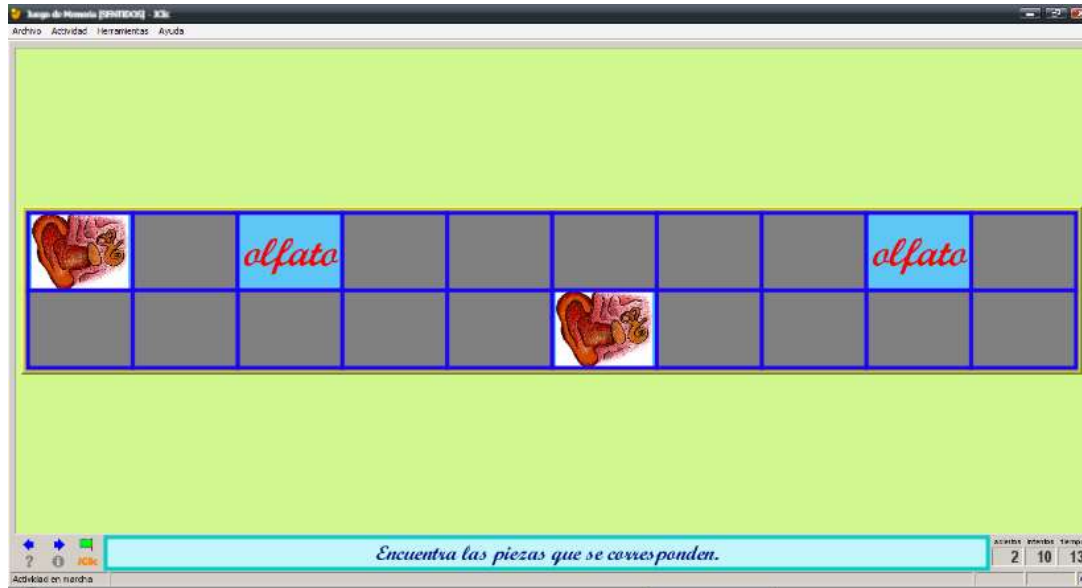 Juego de Memoria [SENTIDOS] - JClic
Archivo Actividad Herramientas Ayuda
olfato olfato
Encuentra las piezas que se corresponden.
aciertos intentos tiempo
2 10 13
? JClic
Actividad en marcha